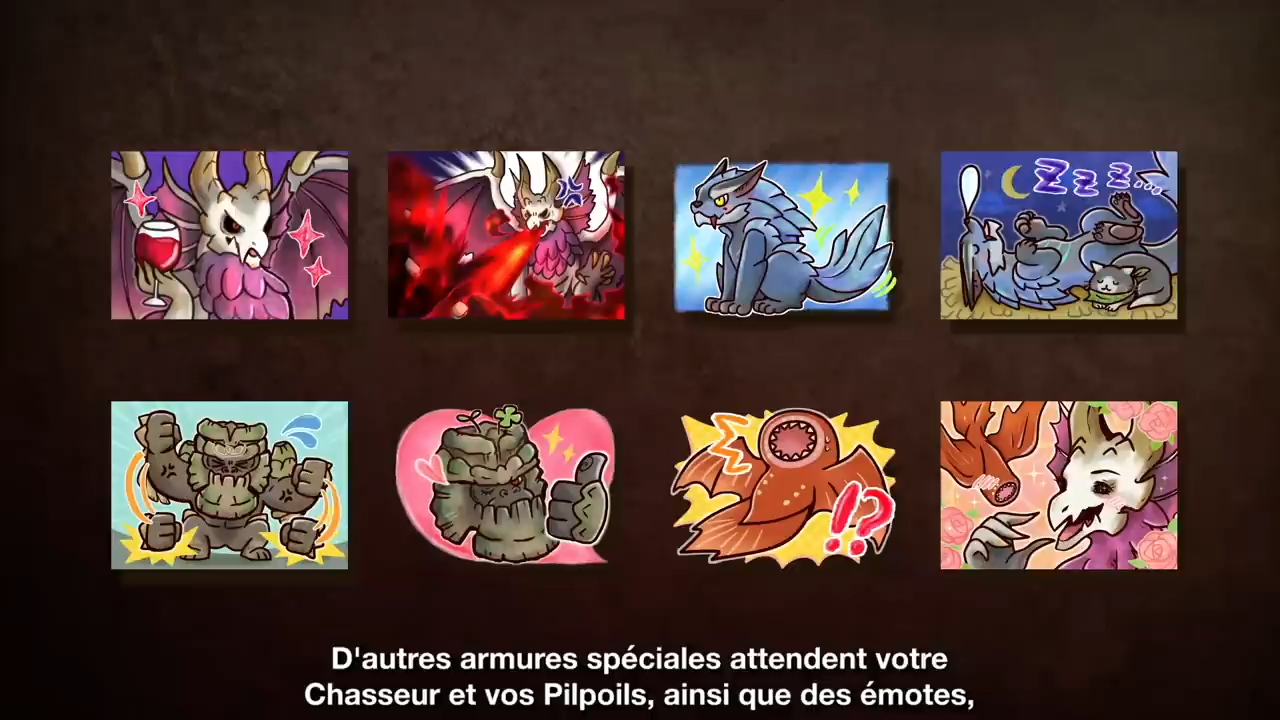 Z Z Z...
!?
D'autres armures spéciales attendent votre
Chasseur et vos Pilpoils, ainsi que des émotes,